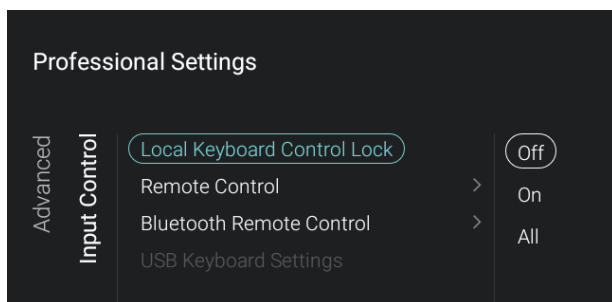 Professional Settings
Advanced
Input Control
Local Keyboard Control Lock
Remote Control
Bluetooth Remote Control
USB Keyboard Settings
Off
On
All